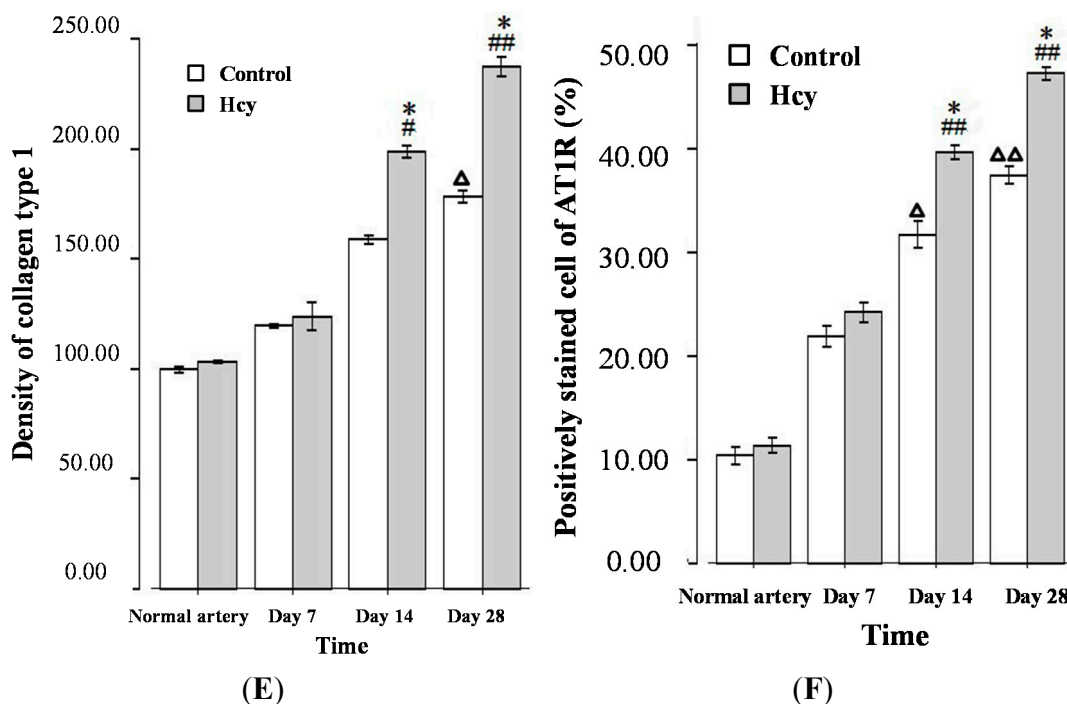 250.00
200.00
150.00
100.00
50.00
0.00
Density of collagen type 1
Control
Hcy
*
#
Δ
*
##
Normal artery Day 7 Day 14 Day 28
Time
(E)
50.00
40.00
30.00
20.00
10.00
0.00
Positively stained cell of AT1R (%)
Control
Hcy
Δ
*
##
ΔΔ
*
##
Normal artery Day 7 Day 14 Day 28
Time
(F)